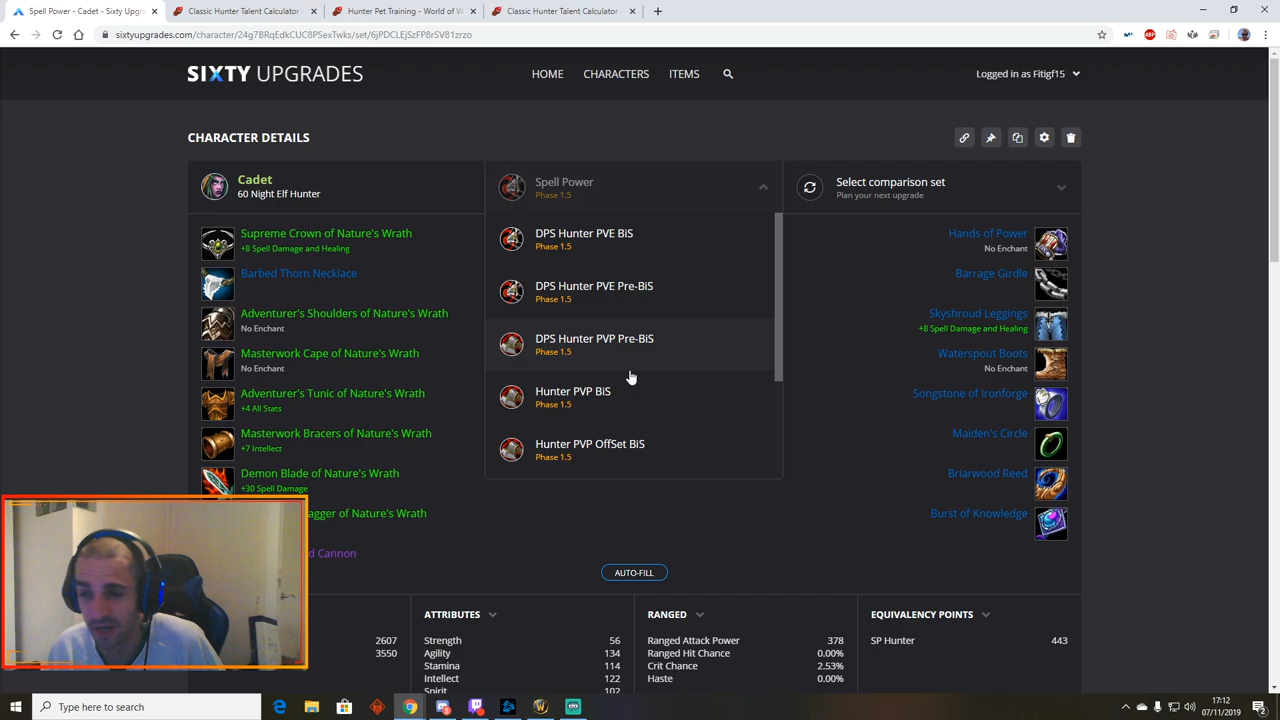 Spell Power - Cadet - Sixty Upgr
Classic Hunter Talent Calculator -
Hunter Pet Training - World of W
Classic Hunter Talent Calculator -
sixtyupgrades.com/character/24g7BRqEdkCUC8PSexTwks/set/6jPDCLEjSzFP8rSV81zrzo
SIXTY UPGRADES
HOME
CHARACTERS
ITEMS
Logged in as Fitigf15
CHARACTER DETAILS
Cadet
60 Night Elf Hunter
Spell Power
Phase 1.5
Select comparison set
Plan your next upgrade
Supreme Crown of Nature's Wrath
+8 Spell Damage and Healing
Barbed Thorn Necklace
Adventurer's Shoulders of Nature's Wrath
No Enchant
Masterwork Cape of Nature's Wrath
No Enchant
Adventurer's Tunic of Nature's Wrath
+4 All Stats
Masterwork Bracers of Nature's Wrath
+7 Intellect
Demon Blade of Nature's Wrath
+30 Spell Damage
agger of Nature's Wrath
d Cannon
DPS Hunter PVE BiS
Phase 1.5
DPS Hunter PVE Pre-BiS
Phase 1.5
DPS Hunter PVP Pre-BiS
Phase 1.5
Hunter PVP BiS
Phase 1.5
Hunter PVP OffSet BiS
Phase 1.5
Hands of Power
No Enchant
Barrage Girdle
Skyshroud Leggings
+8 Spell Damage and Healing
Waterspout Boots
No Enchant
Songstone of Ironforge
Maiden's Circle
Briarwood Reed
Burst of Knowledge
AUTO-FILL
2607
3550
ATTRIBUTES
Strength 56
Agility 134
Stamina 114
Intellect 122
Spirit 102
RANGED
Ranged Attack Power 378
Ranged Hit Chance 0.00%
Crit Chance 2.53%
Haste 0.00%
EQUIVALENCY POINTS
SP Hunter 443
Type here to search
17:12
07/11/2019
2